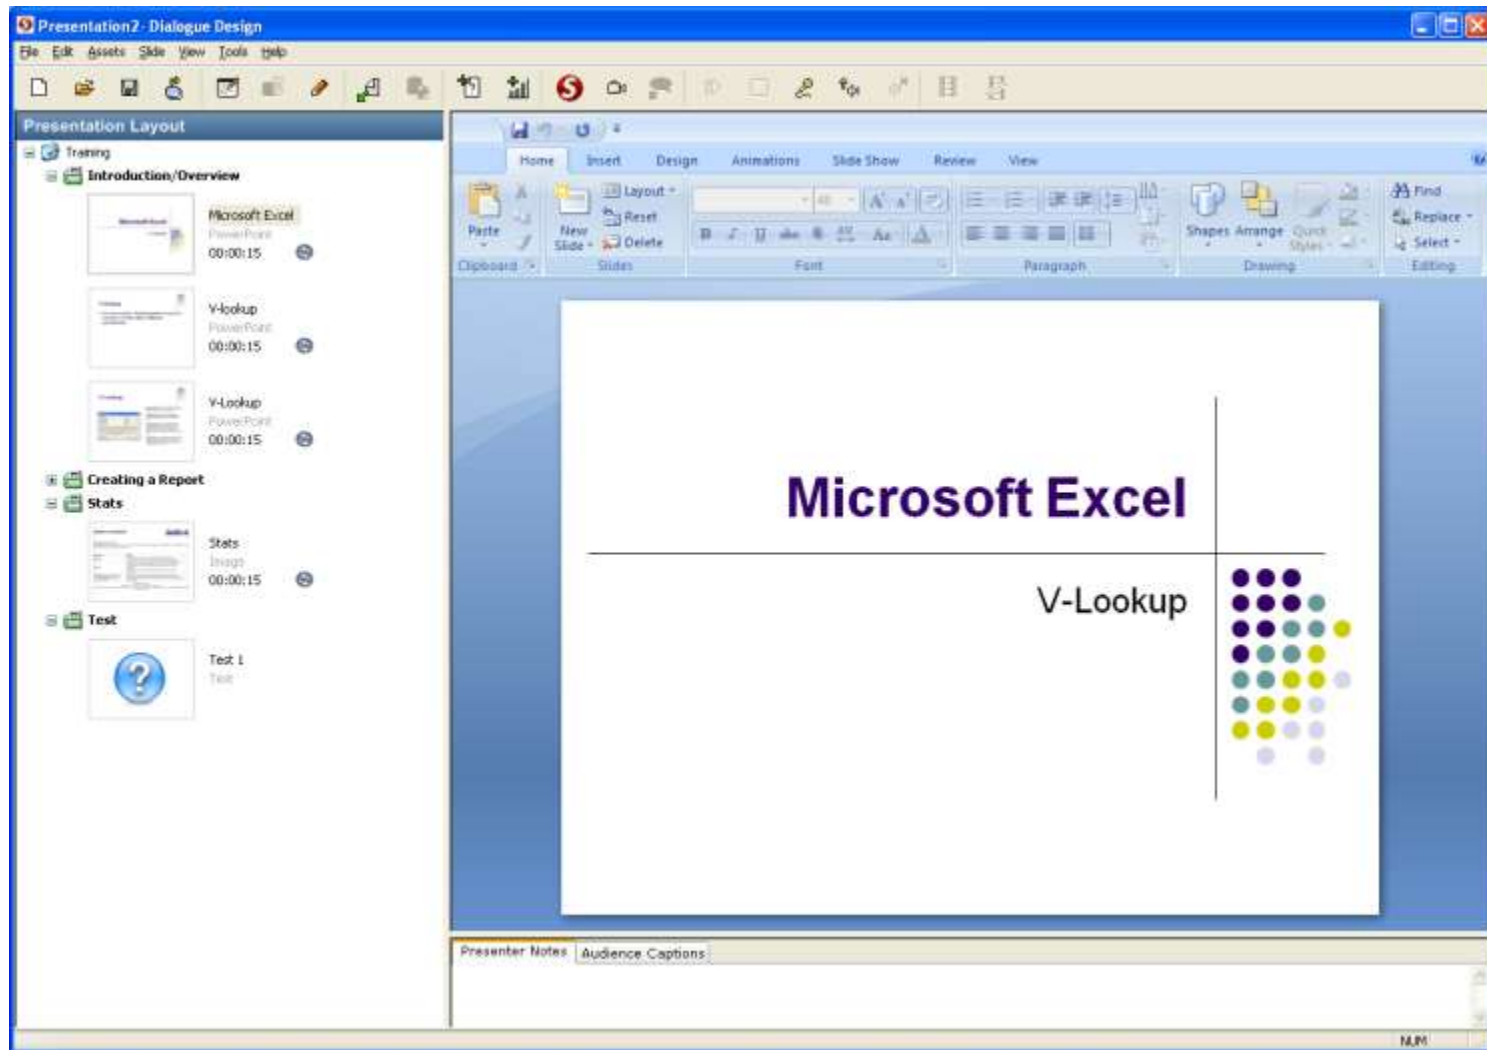 Presentation2- Dialogue Design
File Edit Assets Slide View Tools Help
Presentation Layout
Training
Introduction/Overview
Microsoft Excel
PowerPoint
00:00:15
V-lookup
PowerPoint
00:00:15
V-Lookup
PowerPoint
00:00:15
Creating a Report
Stats
Stats
Image
00:00:15
Test
Test 1
Test
Home Insert Design Animations Slide Show Review View
Paste
Clipboard
New Slide
Layout
Reset
Delete
Slides
Font
Paragraph
Shapes Arrange Quick Styles
Drawing
Find
Replace
Select
Editing
Microsoft Excel
V-Lookup
Presenter Notes Audience Captions
NUM